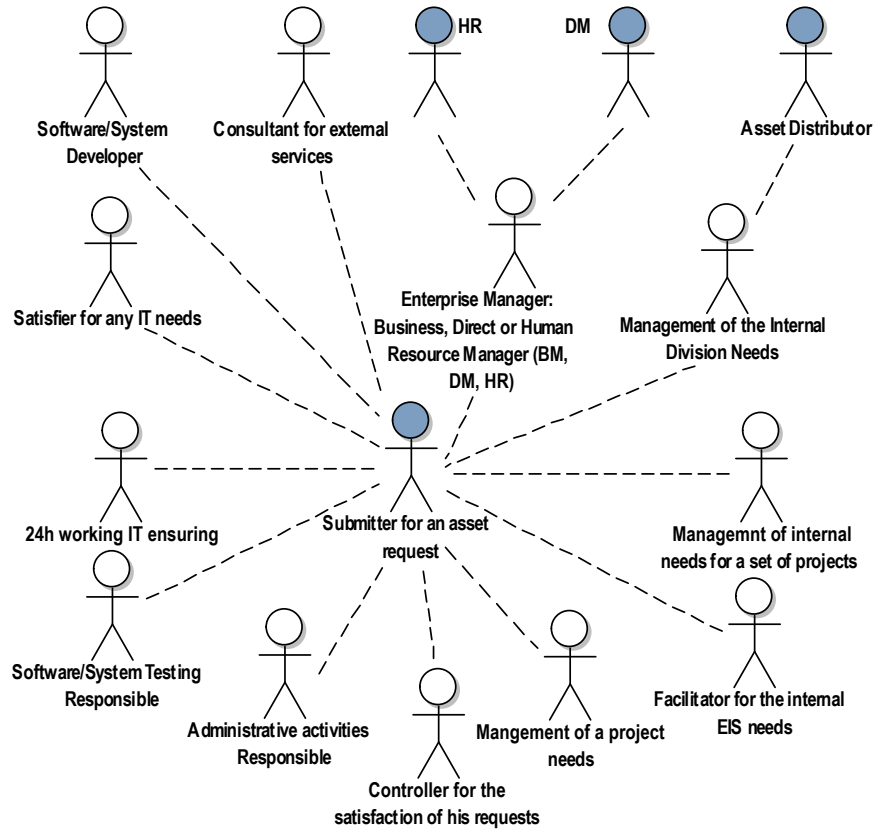 HR
DM
Software/System
Developer
Consultant for external
services
Asset Distributor
Satisfier for any IT needs
Enterprise Manager:
Business, Direct or Human
Resource Manager (BM,
DM, HR)
Management of the Internal
Division Needs
24h working IT ensuring
Submitter for an asset
request
Managemnt of internal
needs for a set of projects
Software/System Testing
Responsible
Administrative activities
Responsible
Controller for the
satisfaction of his requests
Mangement of a project
needs
Facilitator for the internal
EIS needs